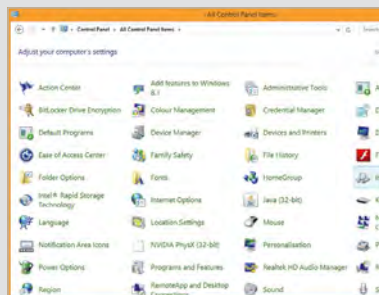 All Control Panel Items
Control Panel All Control Panel Items
Adjust your computer's settings
Action Center
Add features to Windows 8.1
Administrative Tools
BitLocker Drive Encryption
Colour Management
Credential Manager
Default Programs
Device Manager
Devices and Printers
Ease of Access Center
Family Safety
File History
Folder Options
Fonts
HomeGroup
Intel® Rapid Storage Technology
Internet Options
Java (32-bit)
Language
Location Settings
Mouse
Notification Area Icons
NVIDIA PhysX (32-bit)
Personalisation
Power Options
Programs and Features
Realtek HD Audio Manager
Region
RemoteApp and Desktop
Sound